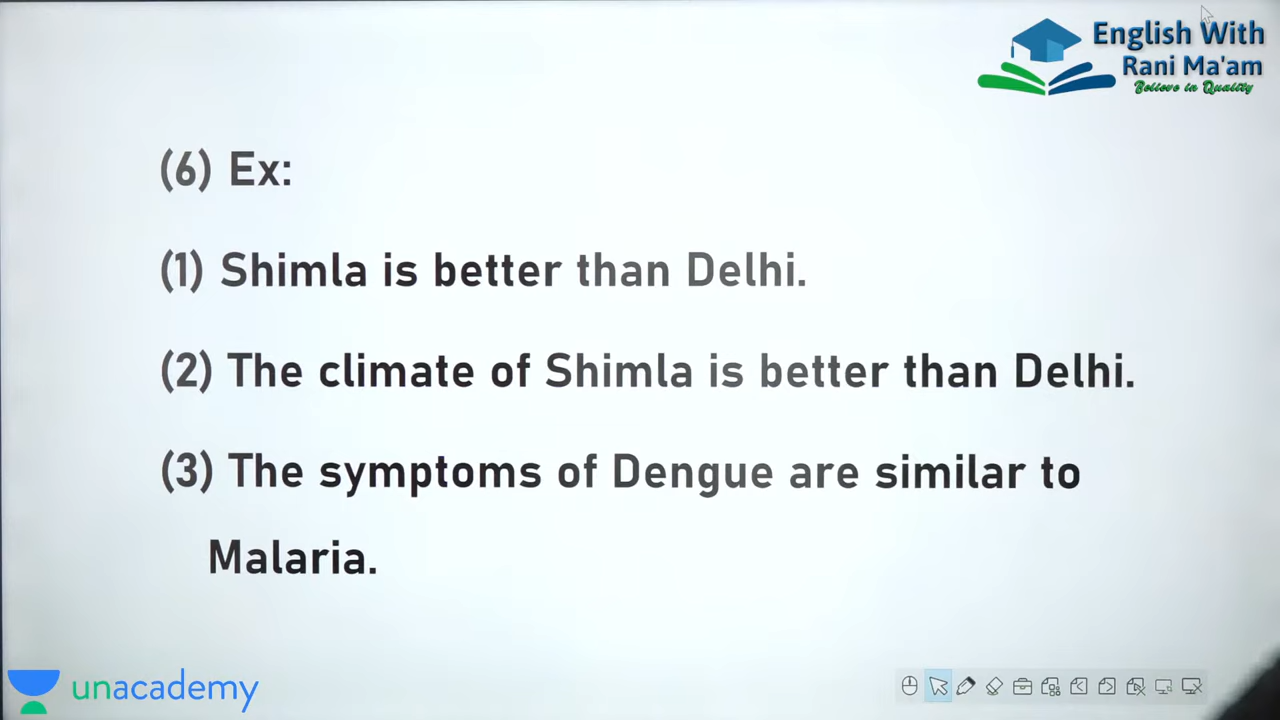 English With
Rani Ma'am
Believe in Quality
(6) Ex:
(1) Shimla is better than Delhi.
(2) The climate of Shimla is better than Delhi.
(3) The symptoms of Dengue are similar to
Malaria.
unacademy